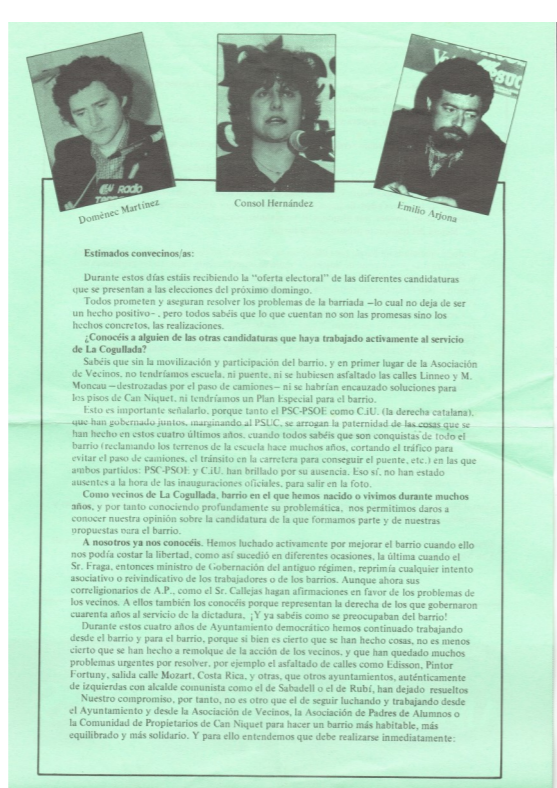 RADIO
Domènec Martínez
Consol Hernández
Emilio Arjona
Estimados convecinos/as:
Durante estos días estáis recibiendo la "oferta electoral" de las diferentes candidaturas
que se presentan a las elecciones del próximo domingo.
Todos prometen y aseguran resolver los problemas de la barriada —lo cual no deja de ser
un hecho positivo—, pero todos sabéis que lo que cuentan no son las promesas sino los
hechos concretos, las realizaciones.
¿Conocéis a alguien de las otras candidaturas que haya trabajado activamente al servicio
de La Cogullada?
Sabéis que sin la movilización y participación del barrio, y en primer lugar de la Asociación
de Vecinos, no tendríamos escuela, ni puente, ni se hubiesen asfaltado las calles Linneo y M.
Moncau —destrozadas por el paso de camiones— ni se habrían encauzado soluciones para
los pisos de Can Niquet, ni tendríamos un Plan Especial para el barrio.
Esto es importante señalarlo, porque tanto el PSC-PSOE como C.iU. (la derecha catalana),
que han gobernado juntos, marginando al PSUC, se arrogan la paternidad de las cosas que se
han hecho en estos cuatro últimos años, cuando todos sabéis que son conquistas de todo el
barrio (reclamando los terrenos de la escuela hace muchos años, cortando el tráfico para
evitar el paso de camiones, el tránsito en la carretera para conseguir el puente, etc.) en las que
ambos partidos: PSC-PSOE y C.iU. han brillado por su ausencia. Eso sí, no han estado
ausentes a la hora de las inauguraciones oficiales, para salir en la foto.
Como vecinos de La Cogullada, barrio en el que hemos nacido o vivimos durante muchos
años, y por tanto conociendo profundamente su problemática, nos permitimos daros a
conocer nuestra opinión sobre la candidatura de la que formamos parte y de nuestras
propuestas para el barrio.
A nosotros ya nos conocéis. Hemos luchado activamente por mejorar el barrio cuando ello
nos podía costar la libertad, como así sucedió en diferentes ocasiones, la última cuando el
Sr. Fraga, entonces ministro de Gobernación del antiguo régimen, reprimía cualquier intento
asociativo o reivindicativo de los trabajadores o de los barrios. Aunque ahora sus
correligionarios de A.P., como el Sr. Callejas hagan afirmaciones en favor de los problemas de
los vecinos. A ellos también los conocéis porque representan la derecha de los que gobernaron
cuarenta años al servicio de la dictadura, ¡Y ya sabéis como se preocupaban del barrio!
Durante estos cuatro años de Ayuntamiento democrático hemos continuado trabajando
desde el barrio y para el barrio, porque si bien es cierto que se han hecho cosas, no es menos
cierto que se han hecho a remolque de la acción de los vecinos, y que han quedado muchos
problemas urgentes por resolver, por ejemplo el asfaltado de calles como Edisson, Pintor
Fortuny, salida calle Mozart, Costa Rica, y otras, que otros ayuntamientos, auténticamente
de izquierdas con alcalde comunista como el de Sabadell o el de Rubí, han dejado resueltos
Nuestro compromiso, por tanto, no es otro que el de seguir luchando y trabajando desde
el Ayuntamiento y desde la Asociación de Vecinos, la Asociación de Padres de Alumnos o
la Comunidad de Propietarios de Can Niquet para hacer un barrio más habitable, más
equilibrado y más solidario. Y para ello entendemos que debe realizarse inmediatamente: